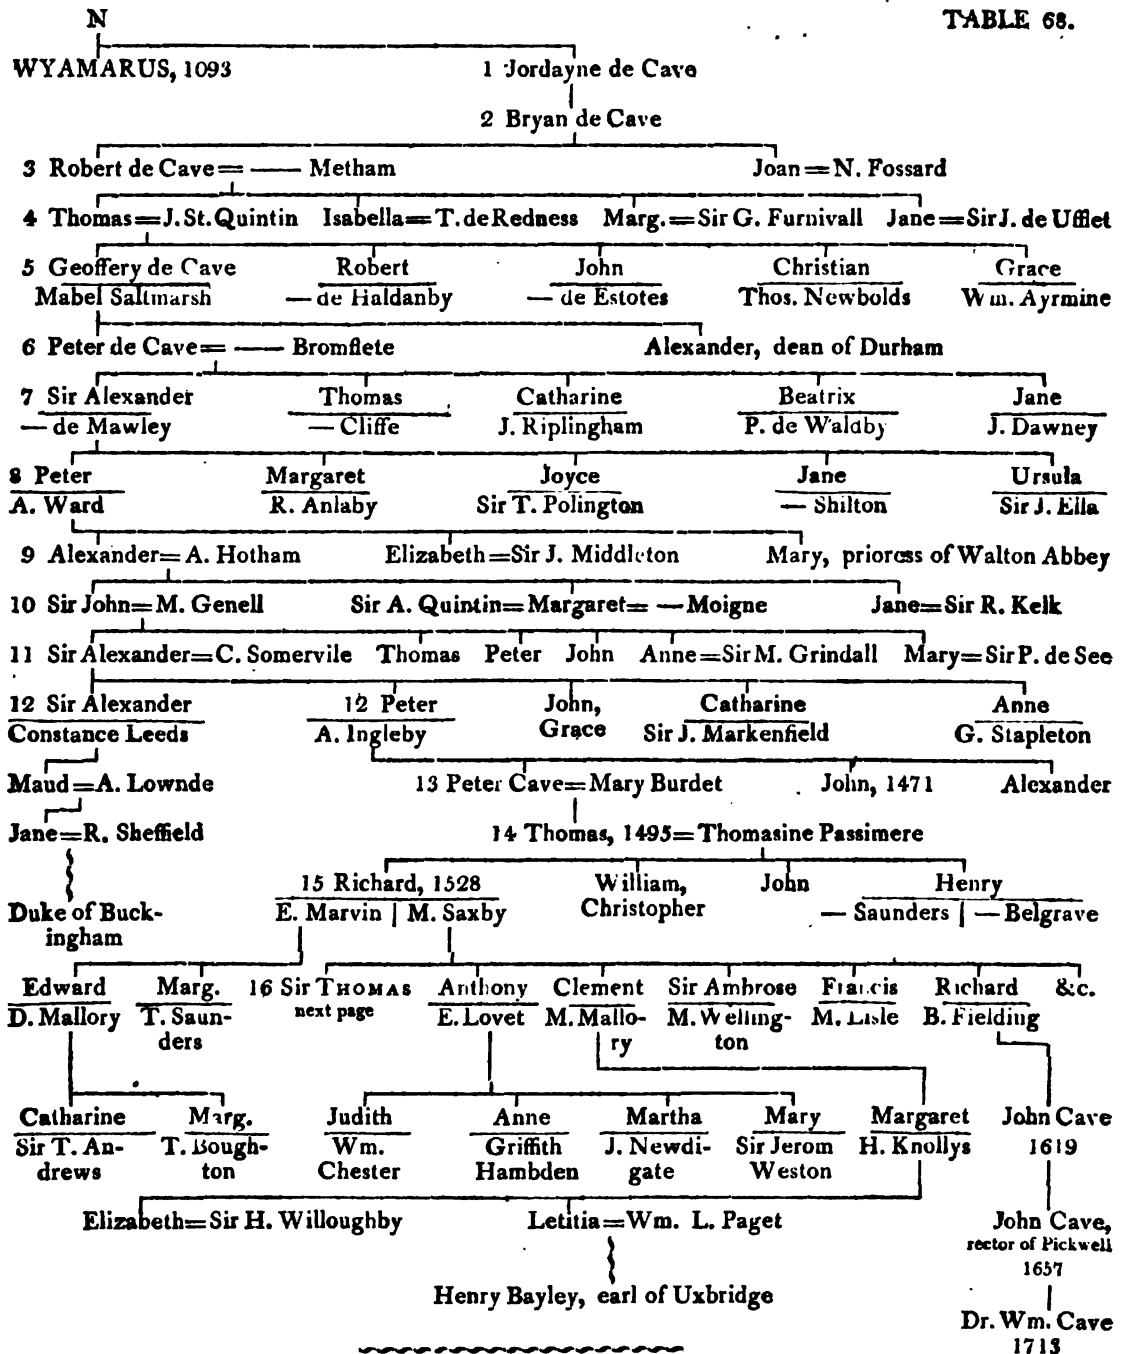 N TABLE 68.
WYAMARUS, 1093 1 Jordayne de Cave
2 Bryan de Cave
3 Robert de Cave=— Metham Joan=N. Fossard
4 Thomas=J. St. Quintin Isabella=T. de Redness Marg.=Sir G. Furnivall Jane=Sir J. de Ufflet
5 Geoffery de Cave Robert John Christian Grace
Mabel Saltmarsh — de Haldanby — de Estotes Thos. Newbolds Wm. Ayrmine
6 Peter de Cave=— Bromflete Alexander, dean of Durham
7 Sir Alexander Thomas Catharine Beatrix Jane
— de Mawley — Cliffe J. Riplingham P. de Waldby J. Dawney
8 Peter Margaret Joyce Jane Ursula
A. Ward R. Anlaby Sir T. Polington — Shilton Sir J. Ella
9 Alexander=A. Hotham Elizabeth=Sir J. Middleton Mary, prioress of Walton Abbey
10 Sir John=M. Genell Sir A. Quintin=Margaret=—Moigne Jane=Sir R. Kelk
11 Sir Alexander=C. Somervile Thomas Peter John Anne=Sir M. Grindall Mary=Sir P. de See
12 Sir Alexander 12 Peter John, Catharine Anne
Constance Leeds A. Ingleby Grace Sir J. Markenfield G. Stapleton
Maud=A. Lownde 13 Peter Cave=Mary Burdet John, 1471 Alexander
Jane=R. Sheffield 14 Thomas, 1495=Thomasine Passimere
15 Richard, 1528 William, John Henry
Duke of Buck- E. Marvin | M. Saxby Christopher — Saunders | — Belgrave
ingham
Edward Marg. 16 Sir THOMAS Anthony Clement Sir Ambrose Francis Richard &c.
D. Mallory T. Saun- next page E. Lovet M. Mallo- M. Welling- M. Lisle B. Fielding
ders ry ton
Catharine Marg. Judith Anne Martha Mary Margaret John Cave
Sir T. An- T. Bough- Wm. Griffith J. Newdi- Sir Jerom H. Knollys 1619
drews ton Chester Hambden gate Weston
Elizabeth=Sir H. Willoughby Letitia=Wm. L. Paget John Cave,
rector of Pickwell
1657
Henry Bayley, earl of Uxbridge
Dr. Wm. Cave
1713